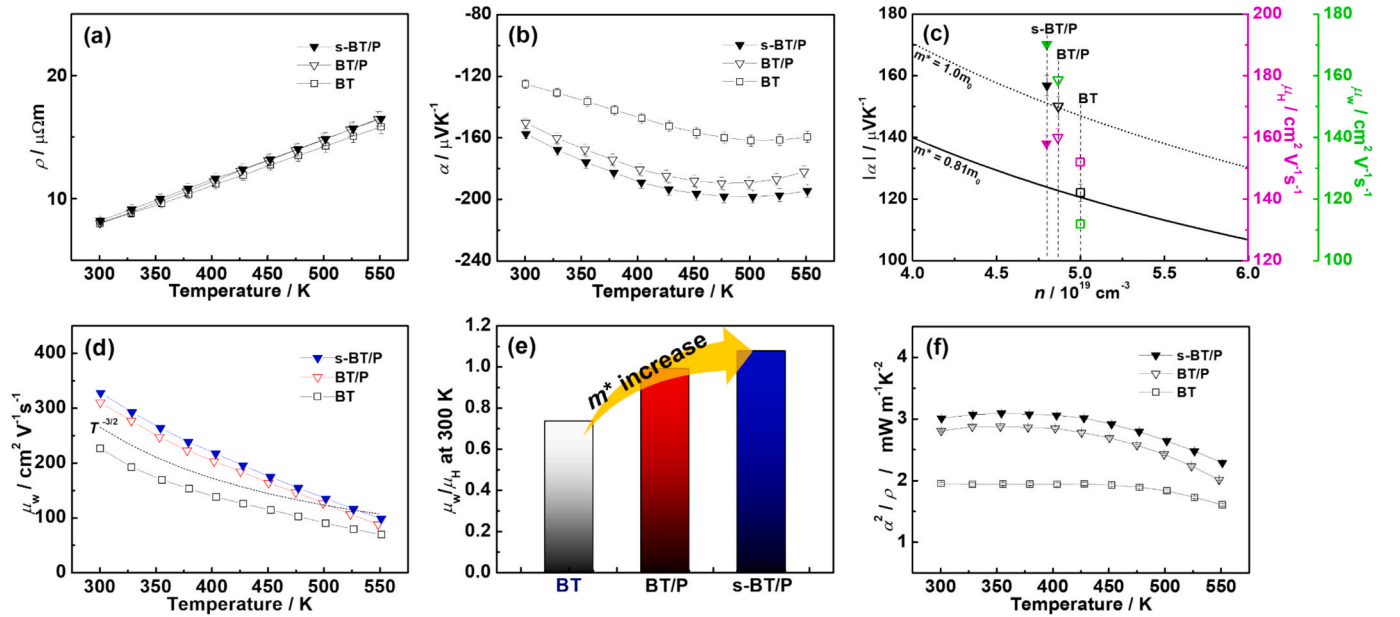 (a)
s-BT/P
BT/P
BT
ρ / μΩm
20
10
300 350 400 450 500 550
Temperature / K
(b)
s-BT/P
BT/P
BT
α / μVK⁻¹
-80
-120
-160
-200
-240
300 350 400 450 500 550
Temperature / K
(c)
s-BT/P
BT/P
BT
m* = 1.0m₀
m* = 0.81m₀
|α| / μVK⁻¹
180
160
140
120
100
4.0 4.5 5.0 5.5 6.0
n / 10¹⁹ cm⁻³
200
180
160
140
120
μH / cm² V⁻¹s⁻¹
180
160
140
120
100
μw / cm² V⁻¹s⁻¹
(d)
s-BT/P
BT/P
BT
T⁻³/²
μw / cm² V⁻¹s⁻¹
400
300
200
100
0
300 350 400 450 500 550
Temperature / K
(e)
m* increase
μw/μH at 300 K
1.2
1.0
0.8
0.6
0.4
0.2
0.0
BT BT/P s-BT/P
(f)
s-BT/P
BT/P
BT
α² / ρ / mW m⁻¹K⁻²
4
3
2
1
300 350 400 450 500 550
Temperature / K